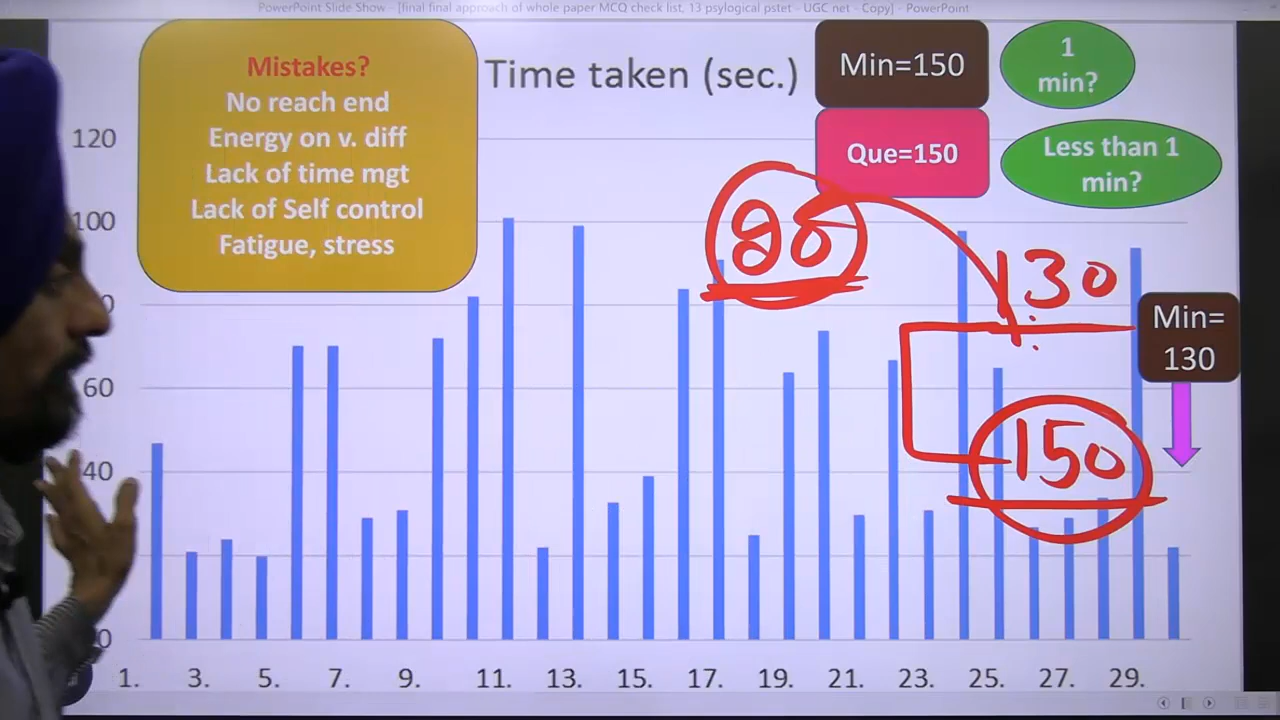 PowerPoint Slide Show - [final final approach of whole paper MCQ check list, 13 psylogical pstet - UGC net - Copy] - PowerPoint
Mistakes?
No reach end
Energy on v. diff
Lack of time mgt
Lack of Self control
Fatigue, stress
Time taken (sec.)
Min=150
1
min?
Que=150
Less than 1
min?
120
100
60
40
0
130
150
Min=
130
1.
3.
5.
7.
9.
11.
13.
15.
17.
19.
21.
23.
25.
27.
29.